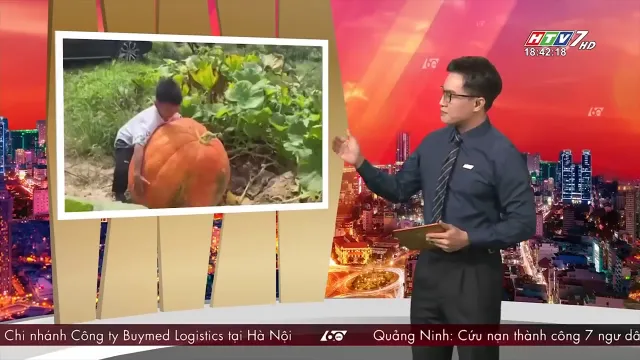 HTV7 HD
18:42:18
Chi nhánh Công ty Buymed Logistics tại Hà Nội 60 Quảng Ninh: Cứu nạn thành công 7 ngư dâ